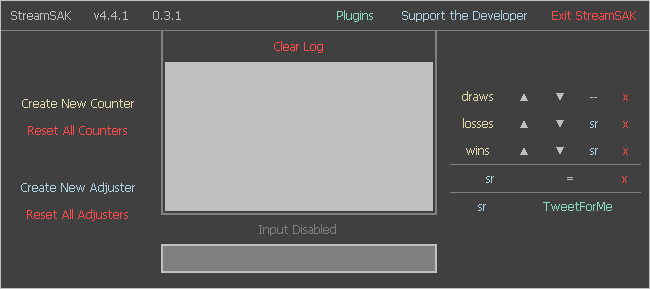 StreamSAK v4.4.1 0.3.1 Plugins Support the Developer Exit StreamSAK
Clear Log
Create New Counter
Reset All Counters
Create New Adjuster
Reset All Adjusters
Input Disabled
draws ▲ ▼ -- x
losses ▲ ▼ sr x
wins ▲ ▼ sr x
sr = x
sr TweetForMe